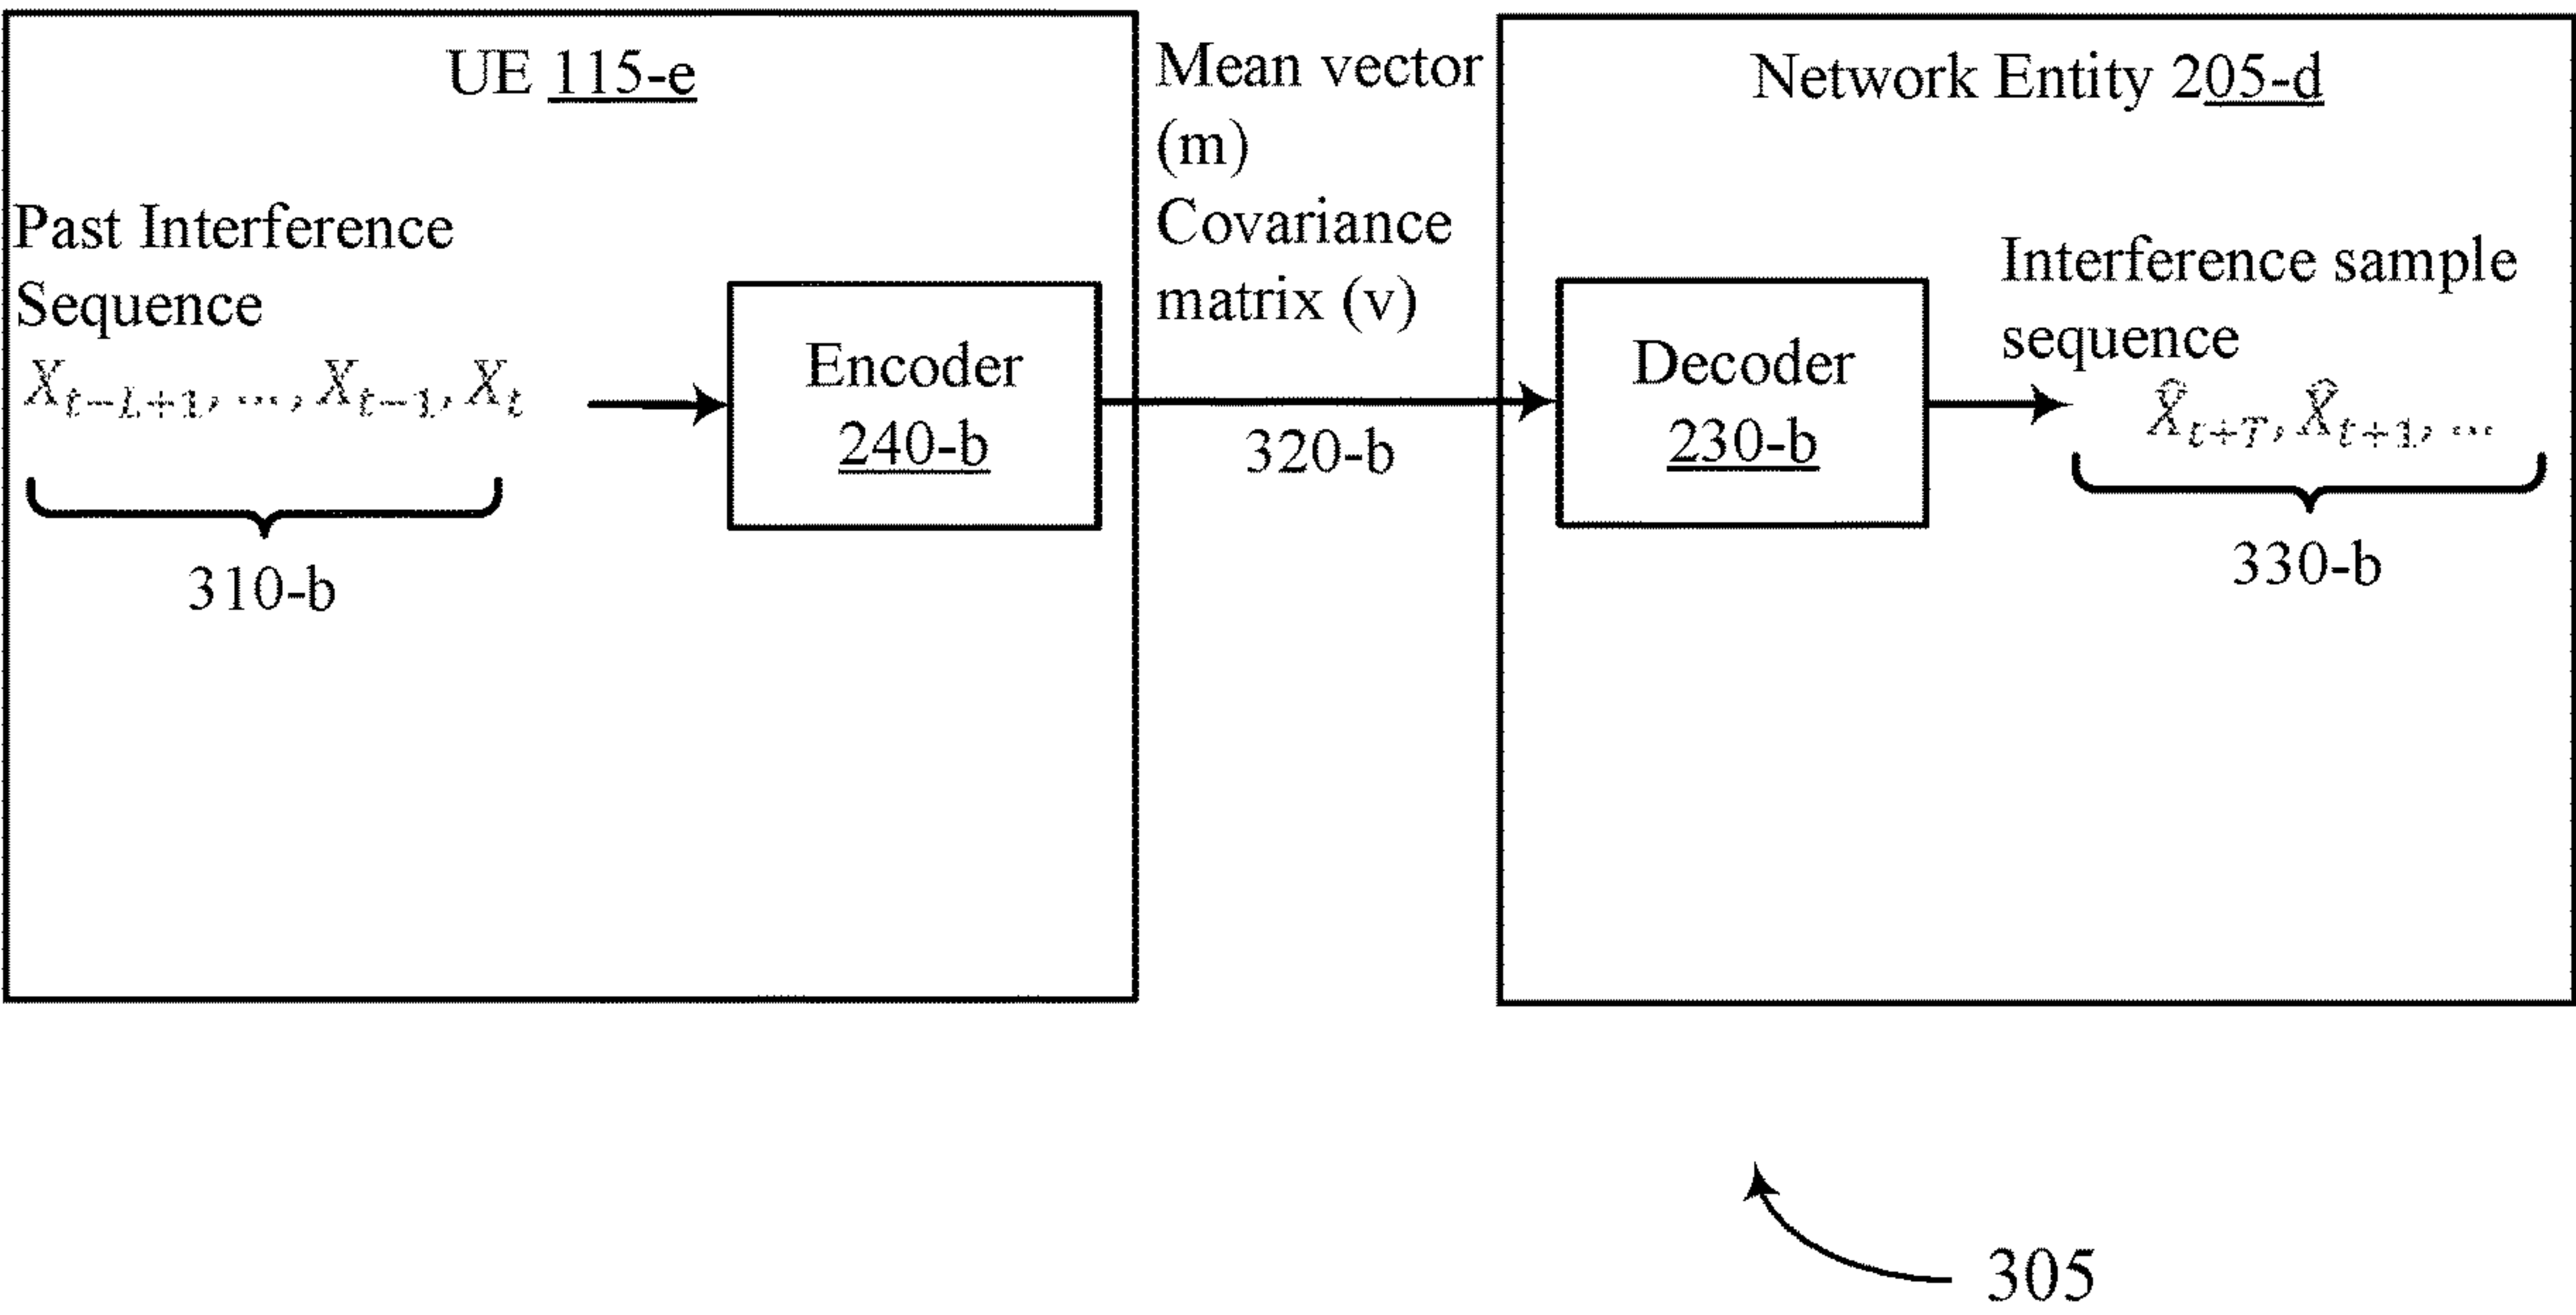 UE 115-e
Past Interference
Sequence
X_{t-L+1}, ..., X_{t-1}, X_t
310-b
Encoder
240-b
Mean vector
(m)
Covariance
matrix (v)
320-b
Network Entity 205-d
Decoder
230-b
Interference sample
sequence
X̂_{t+T}, X̂_{t+1}, ...
330-b
305